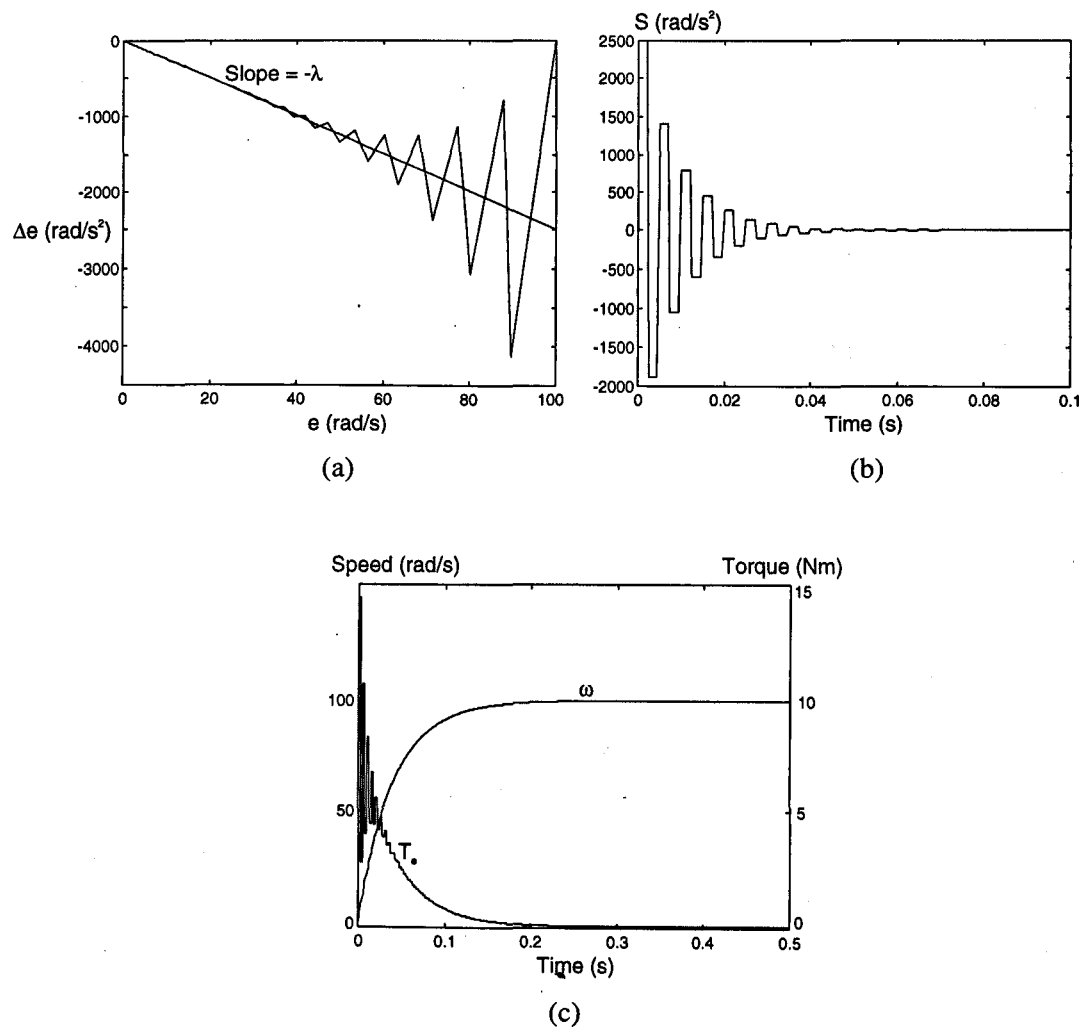 S (rad/s²)
0
-1000
-2000
Δe (rad/s²)
-3000
-4000
Slope = -λ
0 20 40 60 80 100
e (rad/s)
(a)
2500
2000
1500
1000
500
0
-500
-1000
-1500
-2000
0 0.02 0.04 0.06 0.08 0.1
Time (s)
(b)
Speed (rad/s)
Torque (Nm)
100
50
0
15
10
5
0
ω
T
0 0.1 0.2 0.3 0.4 0.5
Time (s)
(c)